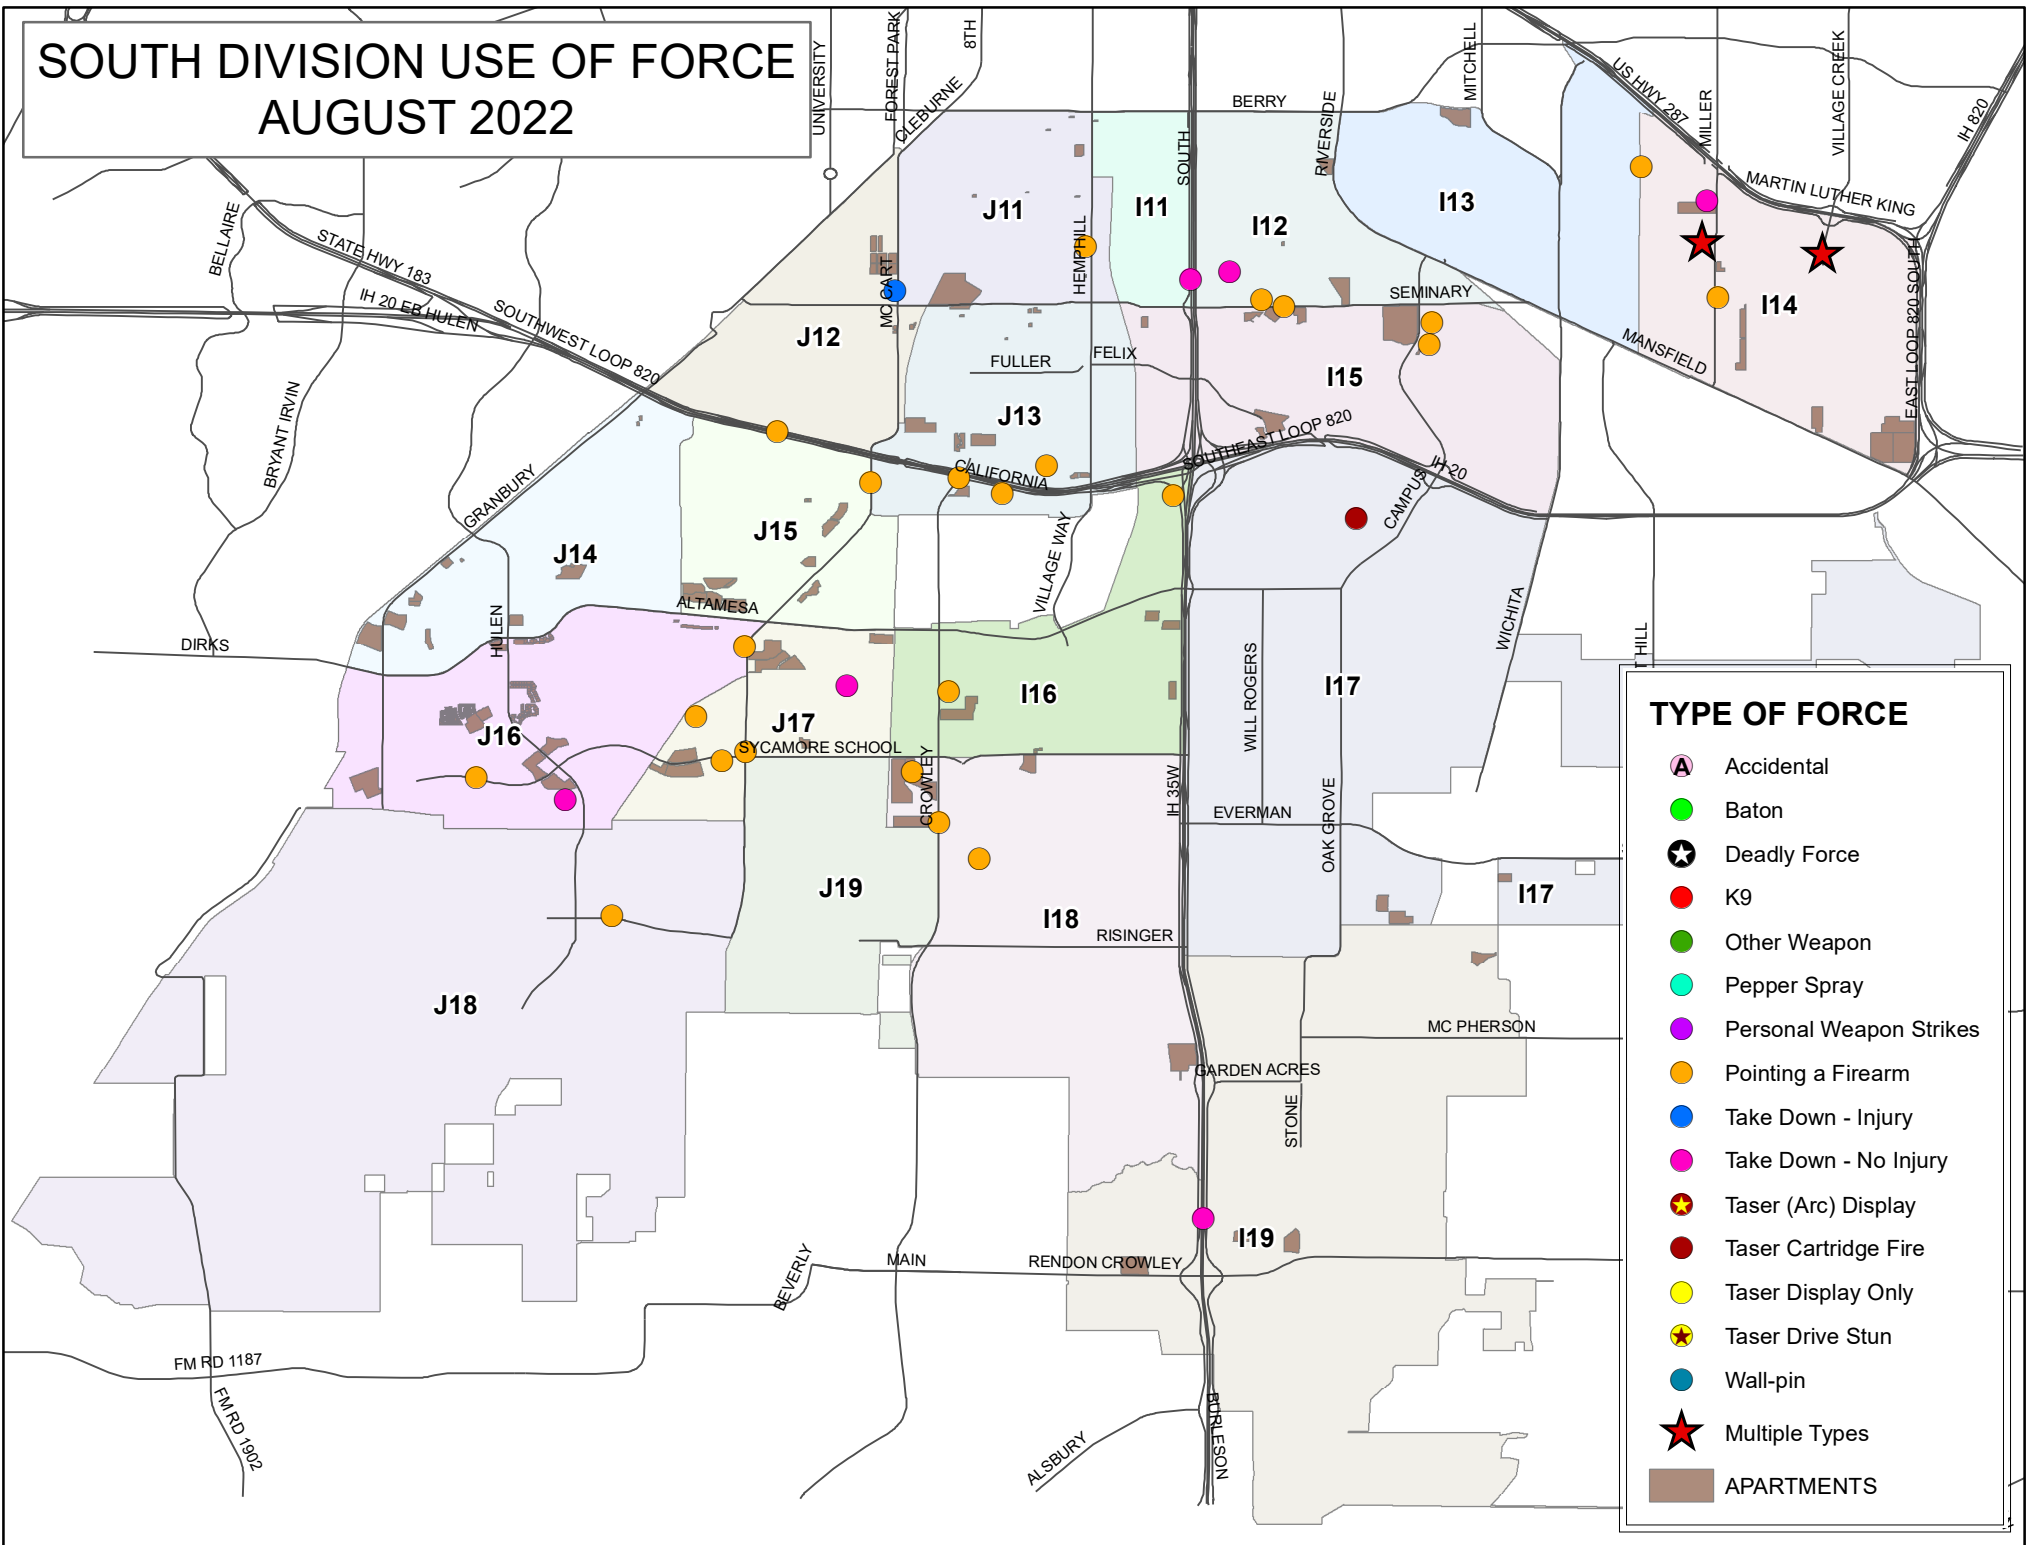 SOUTH DIVISION USE OF FORCE
AUGUST 2022
UNIVERSITY
FOREST PARK
8TH
CLEBURNE
BERRY
SOUTH
RIVERSIDE
MITCHELL
US HWY 287
MILLER
VILLAGE CREEK
IH 820
MARTIN LUTHER KING
BELLAIRE
STATE HWY 183
IH 20 EB HULEN
SOUTHWEST LOOP 820
J11
I11
I12
I13
I14
HEMPHILL
MC CART
SEMINARY
EAST LOOP 820 SOUTH
MANSFIELD
J12
FULLER
FELIX
I15
J13
BRYANT IRVIN
GRANBURY
CALIFORNIA
SOUTHEAST LOOP 820
IH 20
CAMPUS
J15
J14
VILLAGE WAY
ALTAMESA
HULEN
DIRKS
WICHITA
T HILL
WILL ROGERS
I16
I17
J16
J17
SYCAMORE SCHOOL
CROWLEY
IH 35W
EVERMAN
OAK GROVE
J19
I18
I17
RISINGER
J18
MC PHERSON
GARDEN ACRES
STONE
I19
MAIN
RENDON CROWLEY
BEVERLY
FM RD 1187
FM RD 1902
ALSBURY
BURLESON
TYPE OF FORCE
A Accidental
Baton
Deadly Force
K9
Other Weapon
Pepper Spray
Personal Weapon Strikes
Pointing a Firearm
Take Down - Injury
Take Down - No Injury
Taser (Arc) Display
Taser Cartridge Fire
Taser Display Only
Taser Drive Stun
Wall-pin
Multiple Types
APARTMENTS